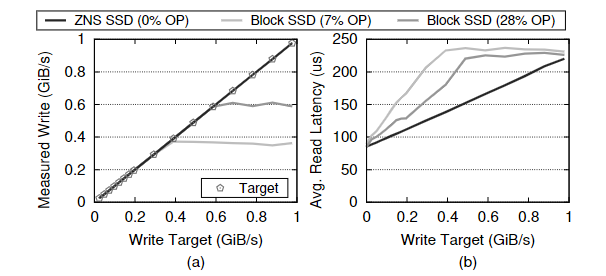 ZNS SSD (0% OP) Block SSD (7% OP) Block SSD (28% OP)
Measured Write (GiB/s)
1
0.8
0.6
0.4
0.2
0
Target
0 0.2 0.4 0.6 0.8 1
Write Target (GiB/s)
(a)
Avg. Read Latency (us)
250
200
150
100
50
0
0 0.2 0.4 0.6 0.8 1
Write Target (GiB/s)
(b)